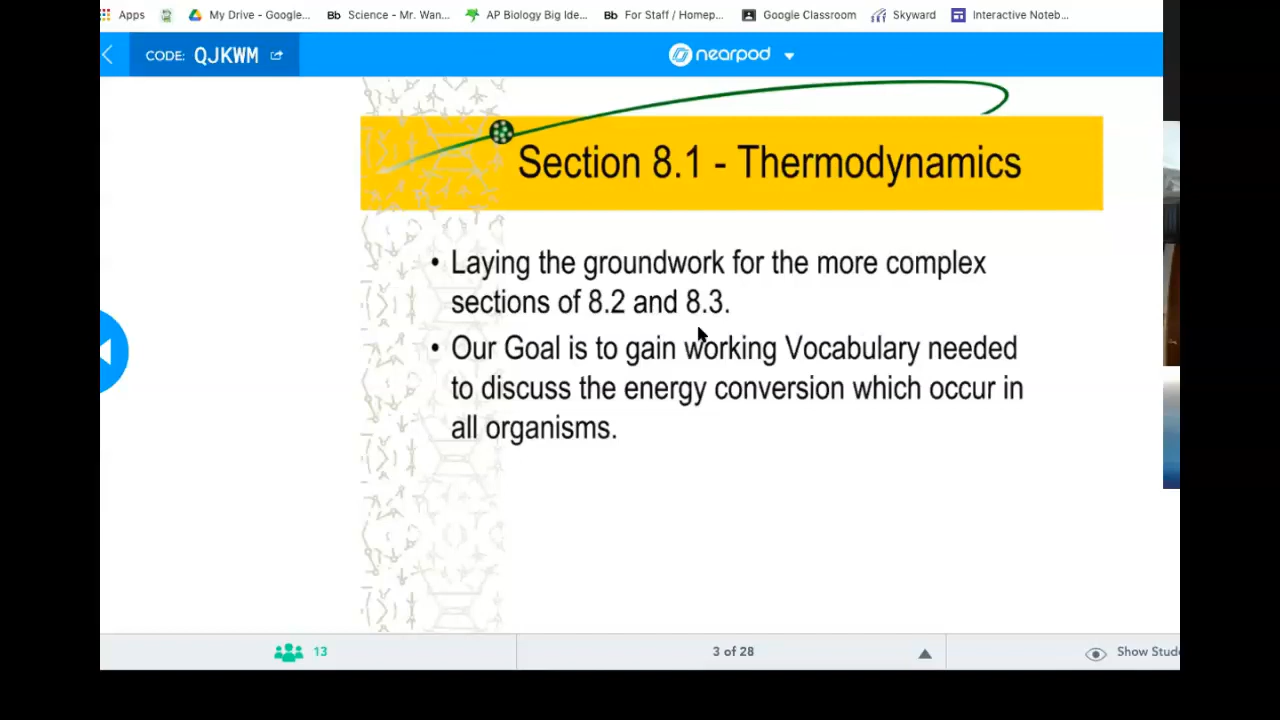 Apps My Drive - Google... Bb Science - Mr. Wan... AP Biology Big Ide... Bb For Staff / Homep... Google Classroom Skyward Interactive Noteb...
CODE: QJKWM nearpod
Section 8.1 - Thermodynamics
• Laying the groundwork for the more complex
sections of 8.2 and 8.3.
• Our Goal is to gain working Vocabulary needed
to discuss the energy conversion which occur in
all organisms.
13 3 of 28 Show Stude